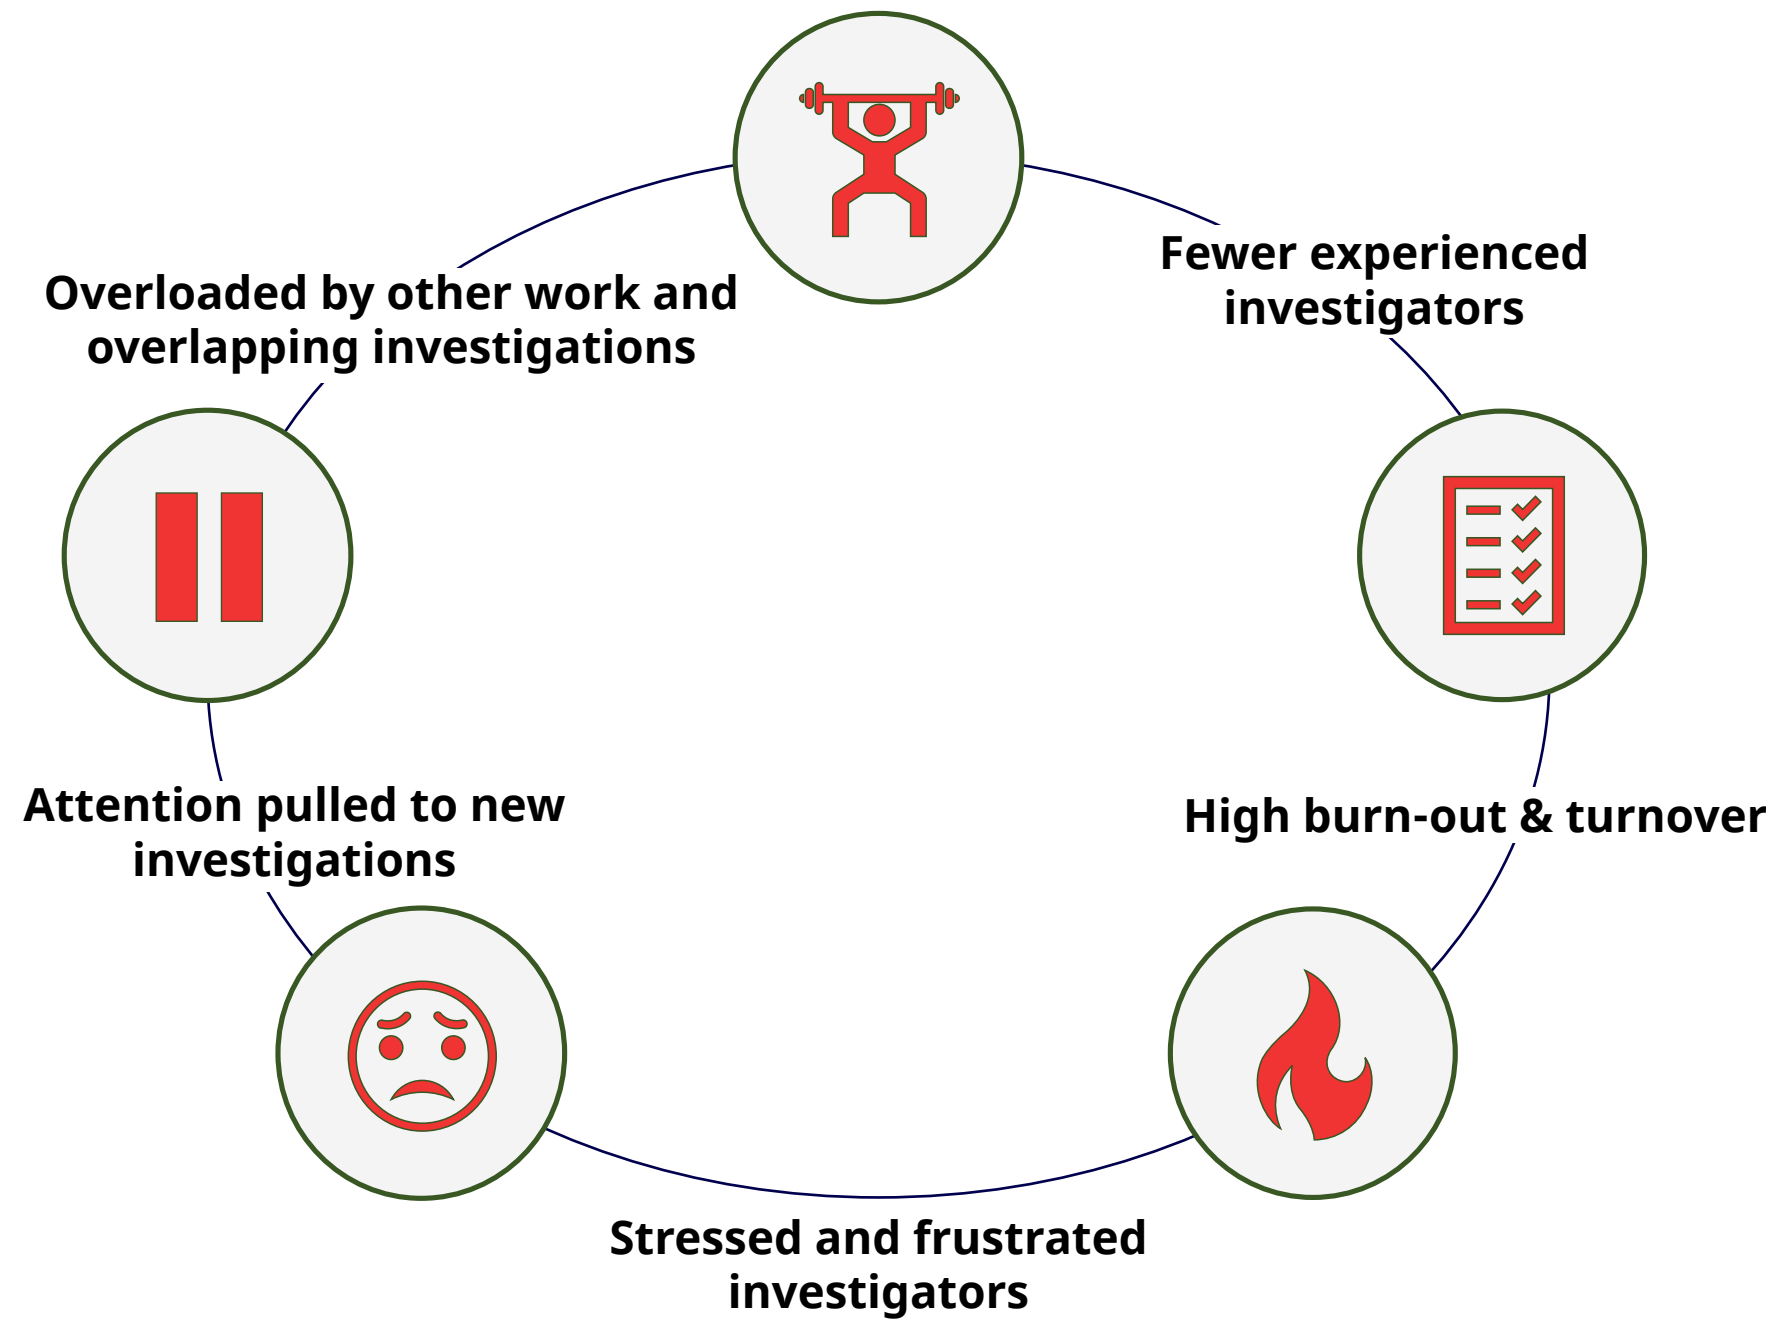 Fewer experienced
investigators
Overloaded by other work and
overlapping investigations
Attention pulled to new
investigations
High burn-out & turnover
Stressed and frustrated
investigators